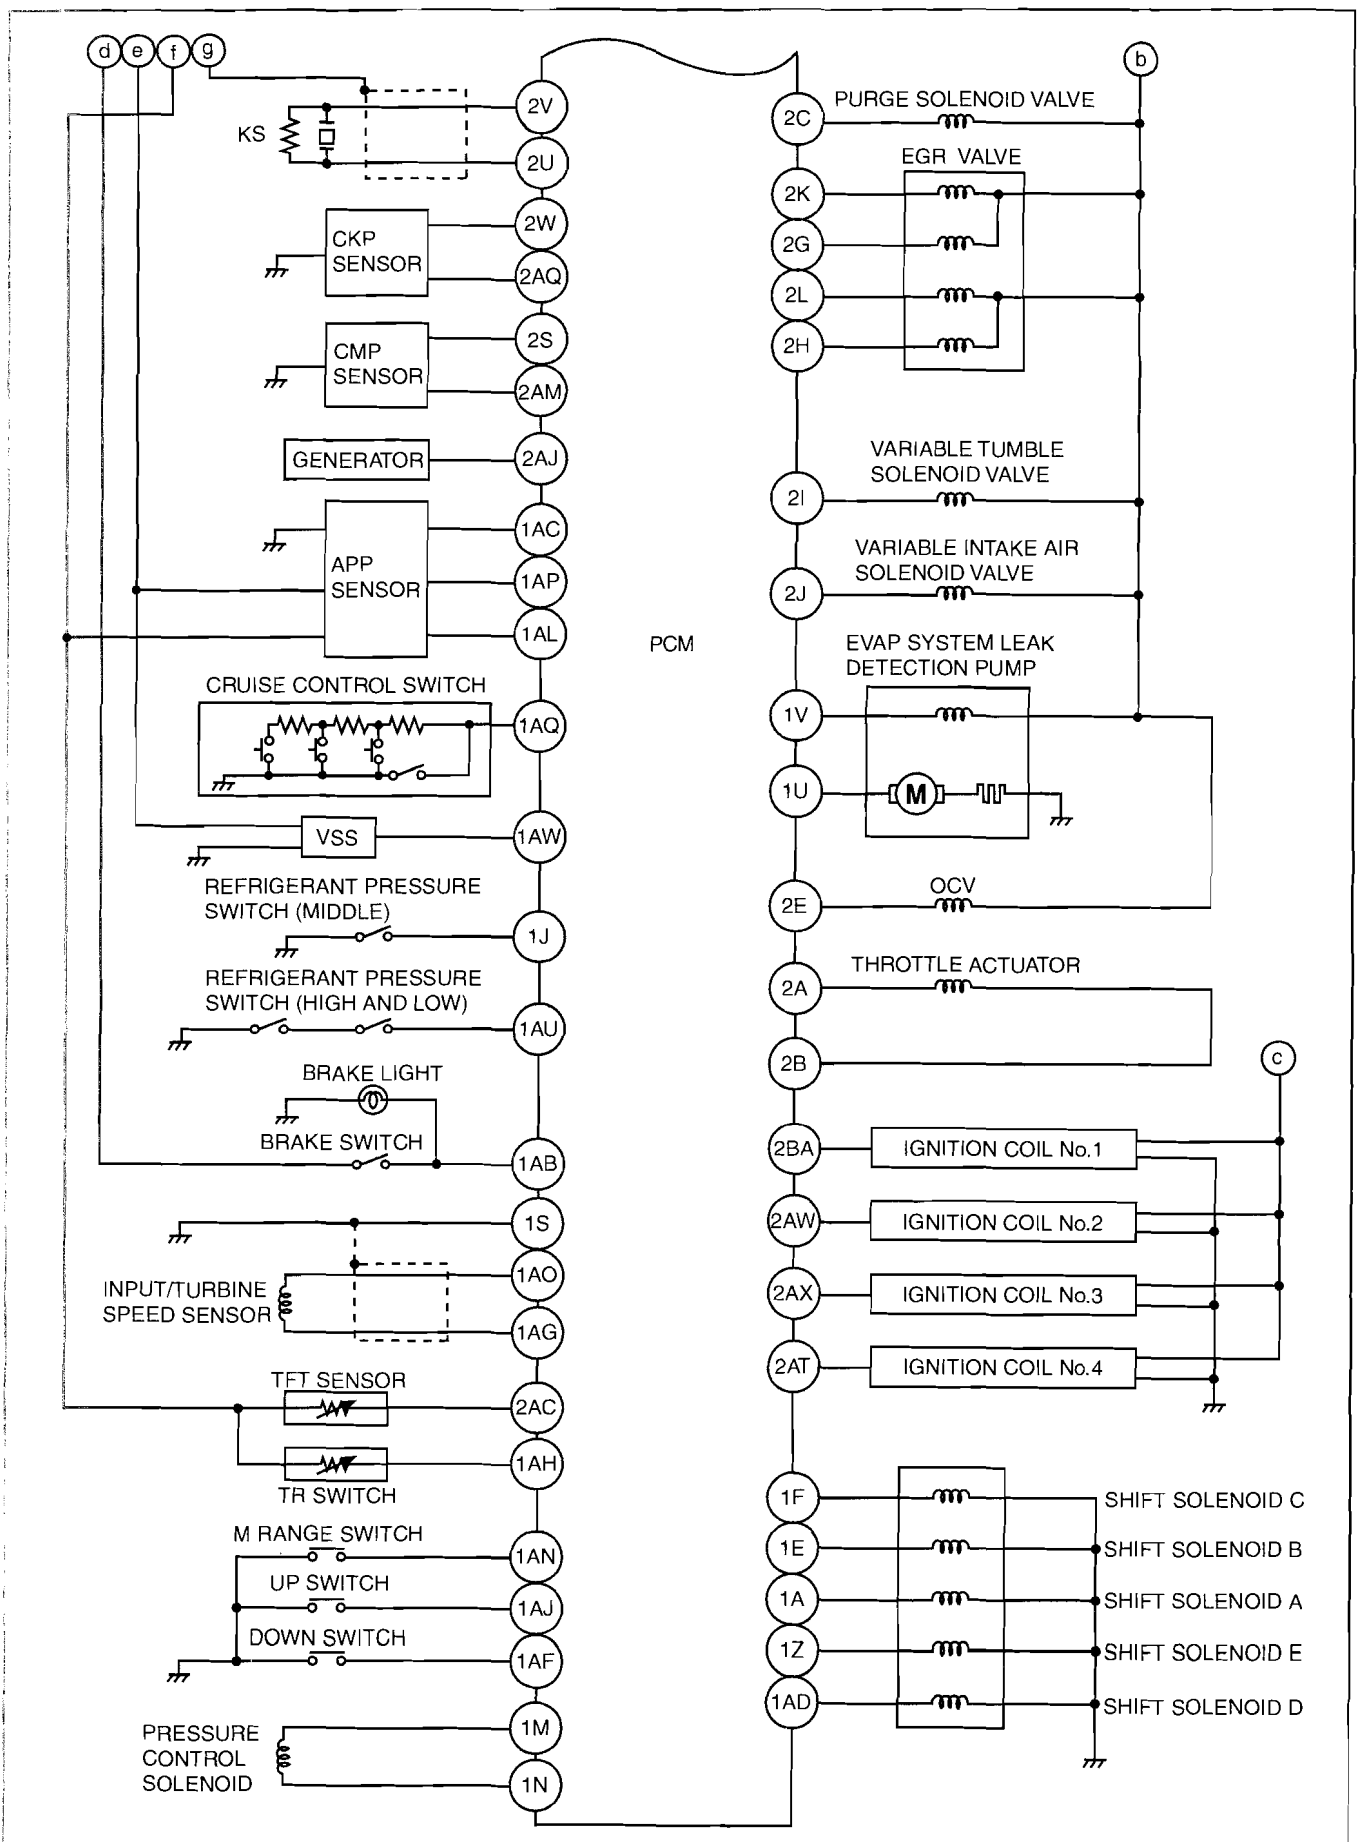 d e f g
b
2V
KS
2U
2W
CKP
SENSOR
2AQ
2S
CMP
SENSOR
2AM
GENERATOR
2AJ
1AC
APP
SENSOR
1AP
1AL
CRUISE CONTROL SWITCH
1AQ
VSS
1AW
REFRIGERANT PRESSURE
SWITCH (MIDDLE)
1J
REFRIGERANT PRESSURE
SWITCH (HIGH AND LOW)
1AU
BRAKE LIGHT
BRAKE SWITCH
1AB
1S
1AO
INPUT/TURBINE
SPEED SENSOR
1AG
TFT SENSOR
2AC
1AH
TR SWITCH
M RANGE SWITCH
1AN
UP SWITCH
1AJ
DOWN SWITCH
1AF
1M
PRESSURE
CONTROL
SOLENOID
1N
PCM
PURGE SOLENOID VALVE
2C
EGR VALVE
2K
2G
2L
2H
VARIABLE TUMBLE
SOLENOID VALVE
2I
VARIABLE INTAKE AIR
SOLENOID VALVE
2J
EVAP SYSTEM LEAK
DETECTION PUMP
1V
1U
M
OCV
2E
THROTTLE ACTUATOR
2A
2B
c
2BA
IGNITION COIL No.1
2AW
IGNITION COIL No.2
2AX
IGNITION COIL No.3
2AT
IGNITION COIL No.4
1F
SHIFT SOLENOID C
1E
SHIFT SOLENOID B
1A
SHIFT SOLENOID A
1Z
SHIFT SOLENOID E
1AD
SHIFT SOLENOID D